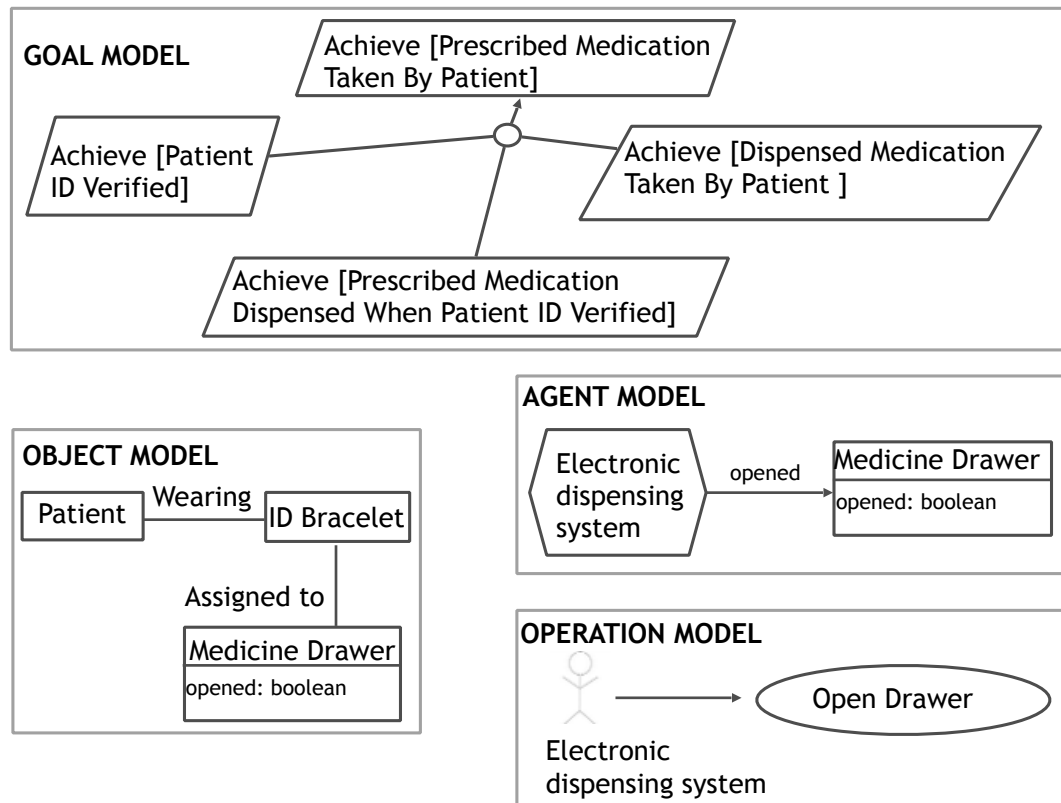 GOAL MODEL
Achieve [Prescribed Medication
Taken By Patient]
Achieve [Patient
ID Verified]
Achieve [Dispensed Medication
Taken By Patient ]
Achieve [Prescribed Medication
Dispensed When Patient ID Verified]
OBJECT MODEL
Patient
Wearing
ID Bracelet
Assigned to
Medicine Drawer
opened: boolean
AGENT MODEL
Electronic
dispensing
system
opened
Medicine Drawer
opened: boolean
OPERATION MODEL
Open Drawer
Electronic
dispensing system